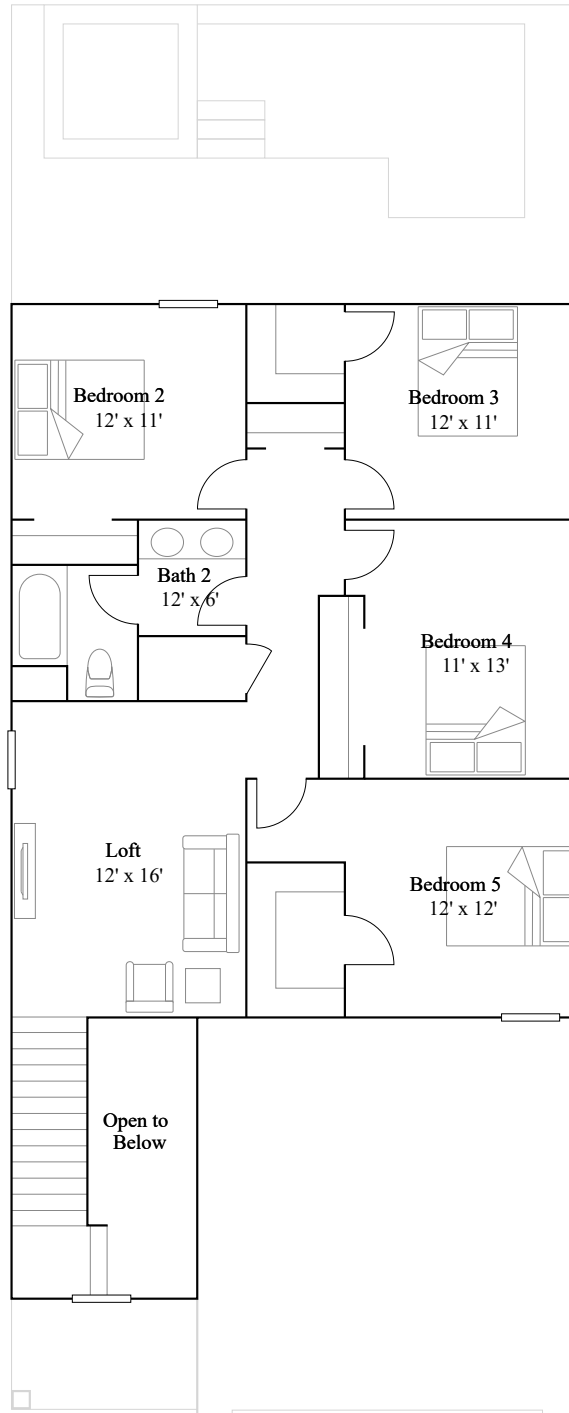 Bedroom 2
12' x 11'
Bedroom 3
12' x 11'
Bath 2
12' x 6'
Bedroom 4
11' x 13'
Loft
12' x 16'
Bedroom 5
12' x 12'
Open to
Below